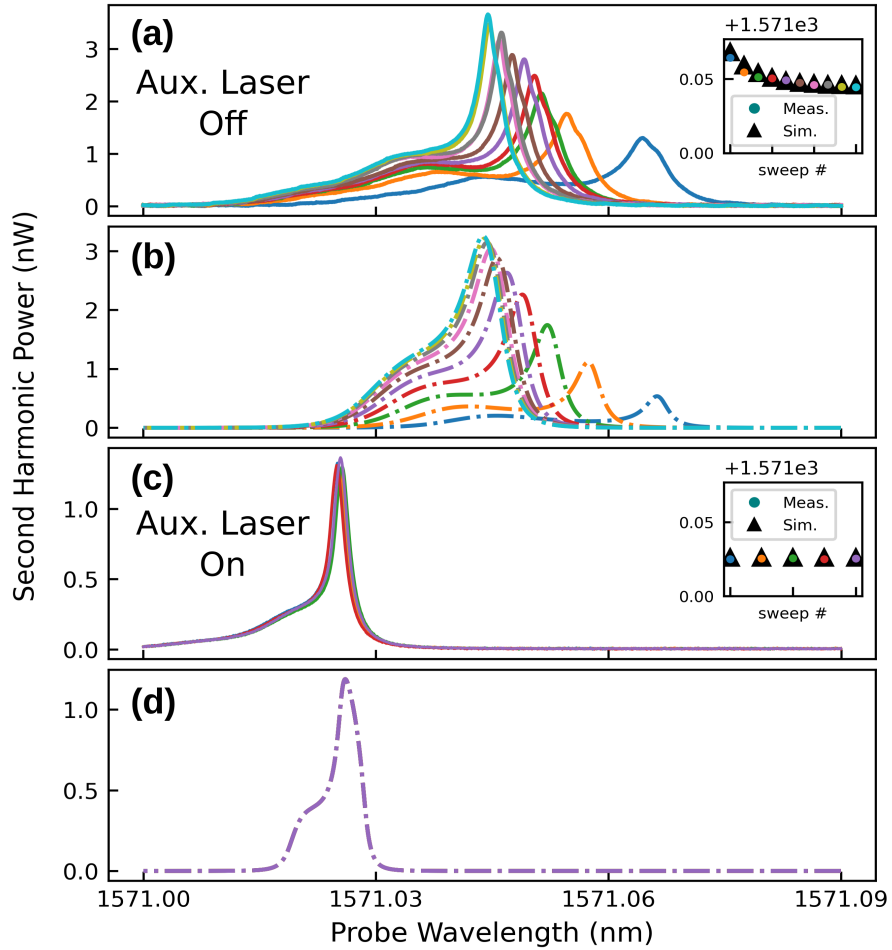 Second Harmonic Power (nW)
(a)
Aux. Laser
Off
3
2
1
0
+1.571e3
0.05
0.00
Meas.
Sim.
sweep #
(b)
3
2
1
0
(c)
Aux. Laser
On
1.0
0.5
0.0
+1.571e3
0.05
0.00
Meas.
Sim.
sweep #
(d)
1.0
0.5
0.0
1571.00 1571.03 1571.06 1571.09
Probe Wavelength (nm)